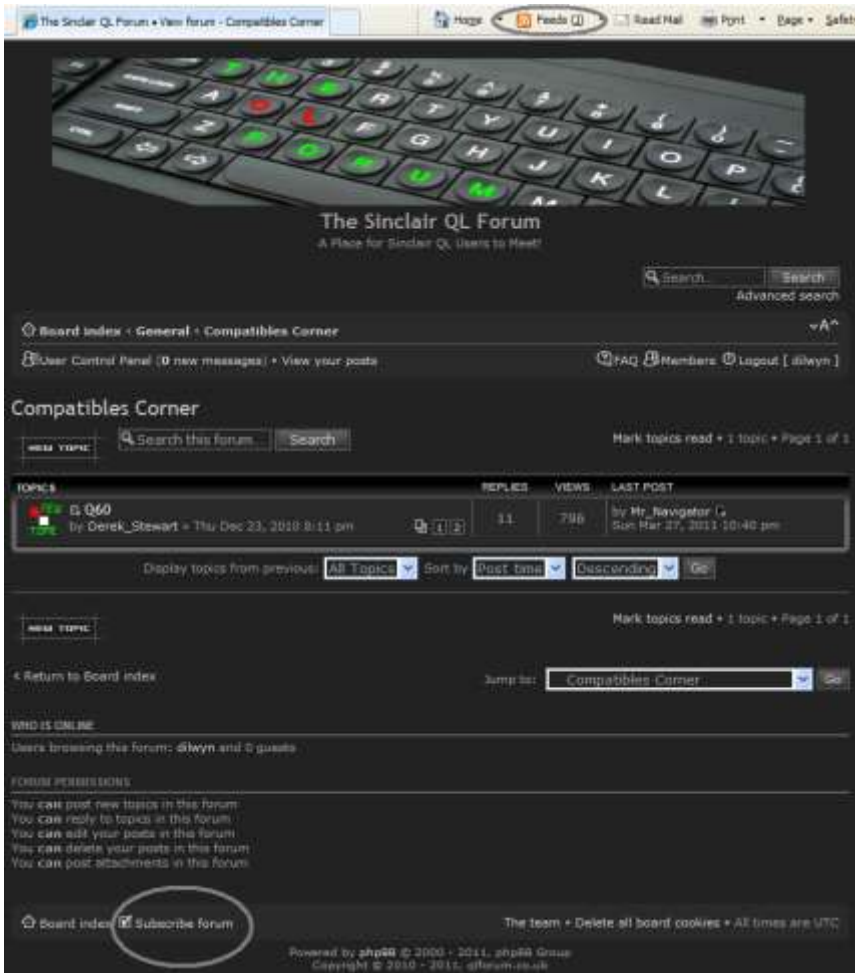 The Sinclair QL Forum • View forum - Compatibles Corner
Home Feeds (J) Read Mail Print Page Safet
T H E
A Q L F G H J K L
Z F O R U M
The Sinclair QL Forum
A Place for Sinclair QL Users to Meet!
Search... Search
Advanced search
Board index ‹ General ‹ Compatibles Corner
User Control Panel (0 new messages) • View your posts FAQ Members Logout [ dilwyn ]
Compatibles Corner
NEW TOPIC Search this forum... Search Mark topics read • 1 topic • Page 1 of 1
TOPICS REPLIES VIEWS LAST POST
Q60 11 796 by Mr_Navigator
by Derek_Stewart » Thu Dec 23, 2010 8:11 pm 1 2 Sun Mar 27, 2011 10:40 pm
Display topics from previous: All Topics Sort by Post time Descending Go
NEW TOPIC Mark topics read • 1 topic • Page 1 of 1
Return to Board index Jump to: Compatibles Corner Go
WHO IS ONLINE
Users browsing this forum: dilwyn and 0 guests
FORUM PERMISSIONS
You can post new topics in this forum
You can reply to topics in this forum
You can edit your posts in this forum
You can delete your posts in this forum
You can post attachments in this forum
Board index Subscribe forum The team • Delete all board cookies • All times are UTC
Powered by phpBB © 2000 - 2011, phpBB Group
Copyright © 2010 - 2011, qlforum.co.uk